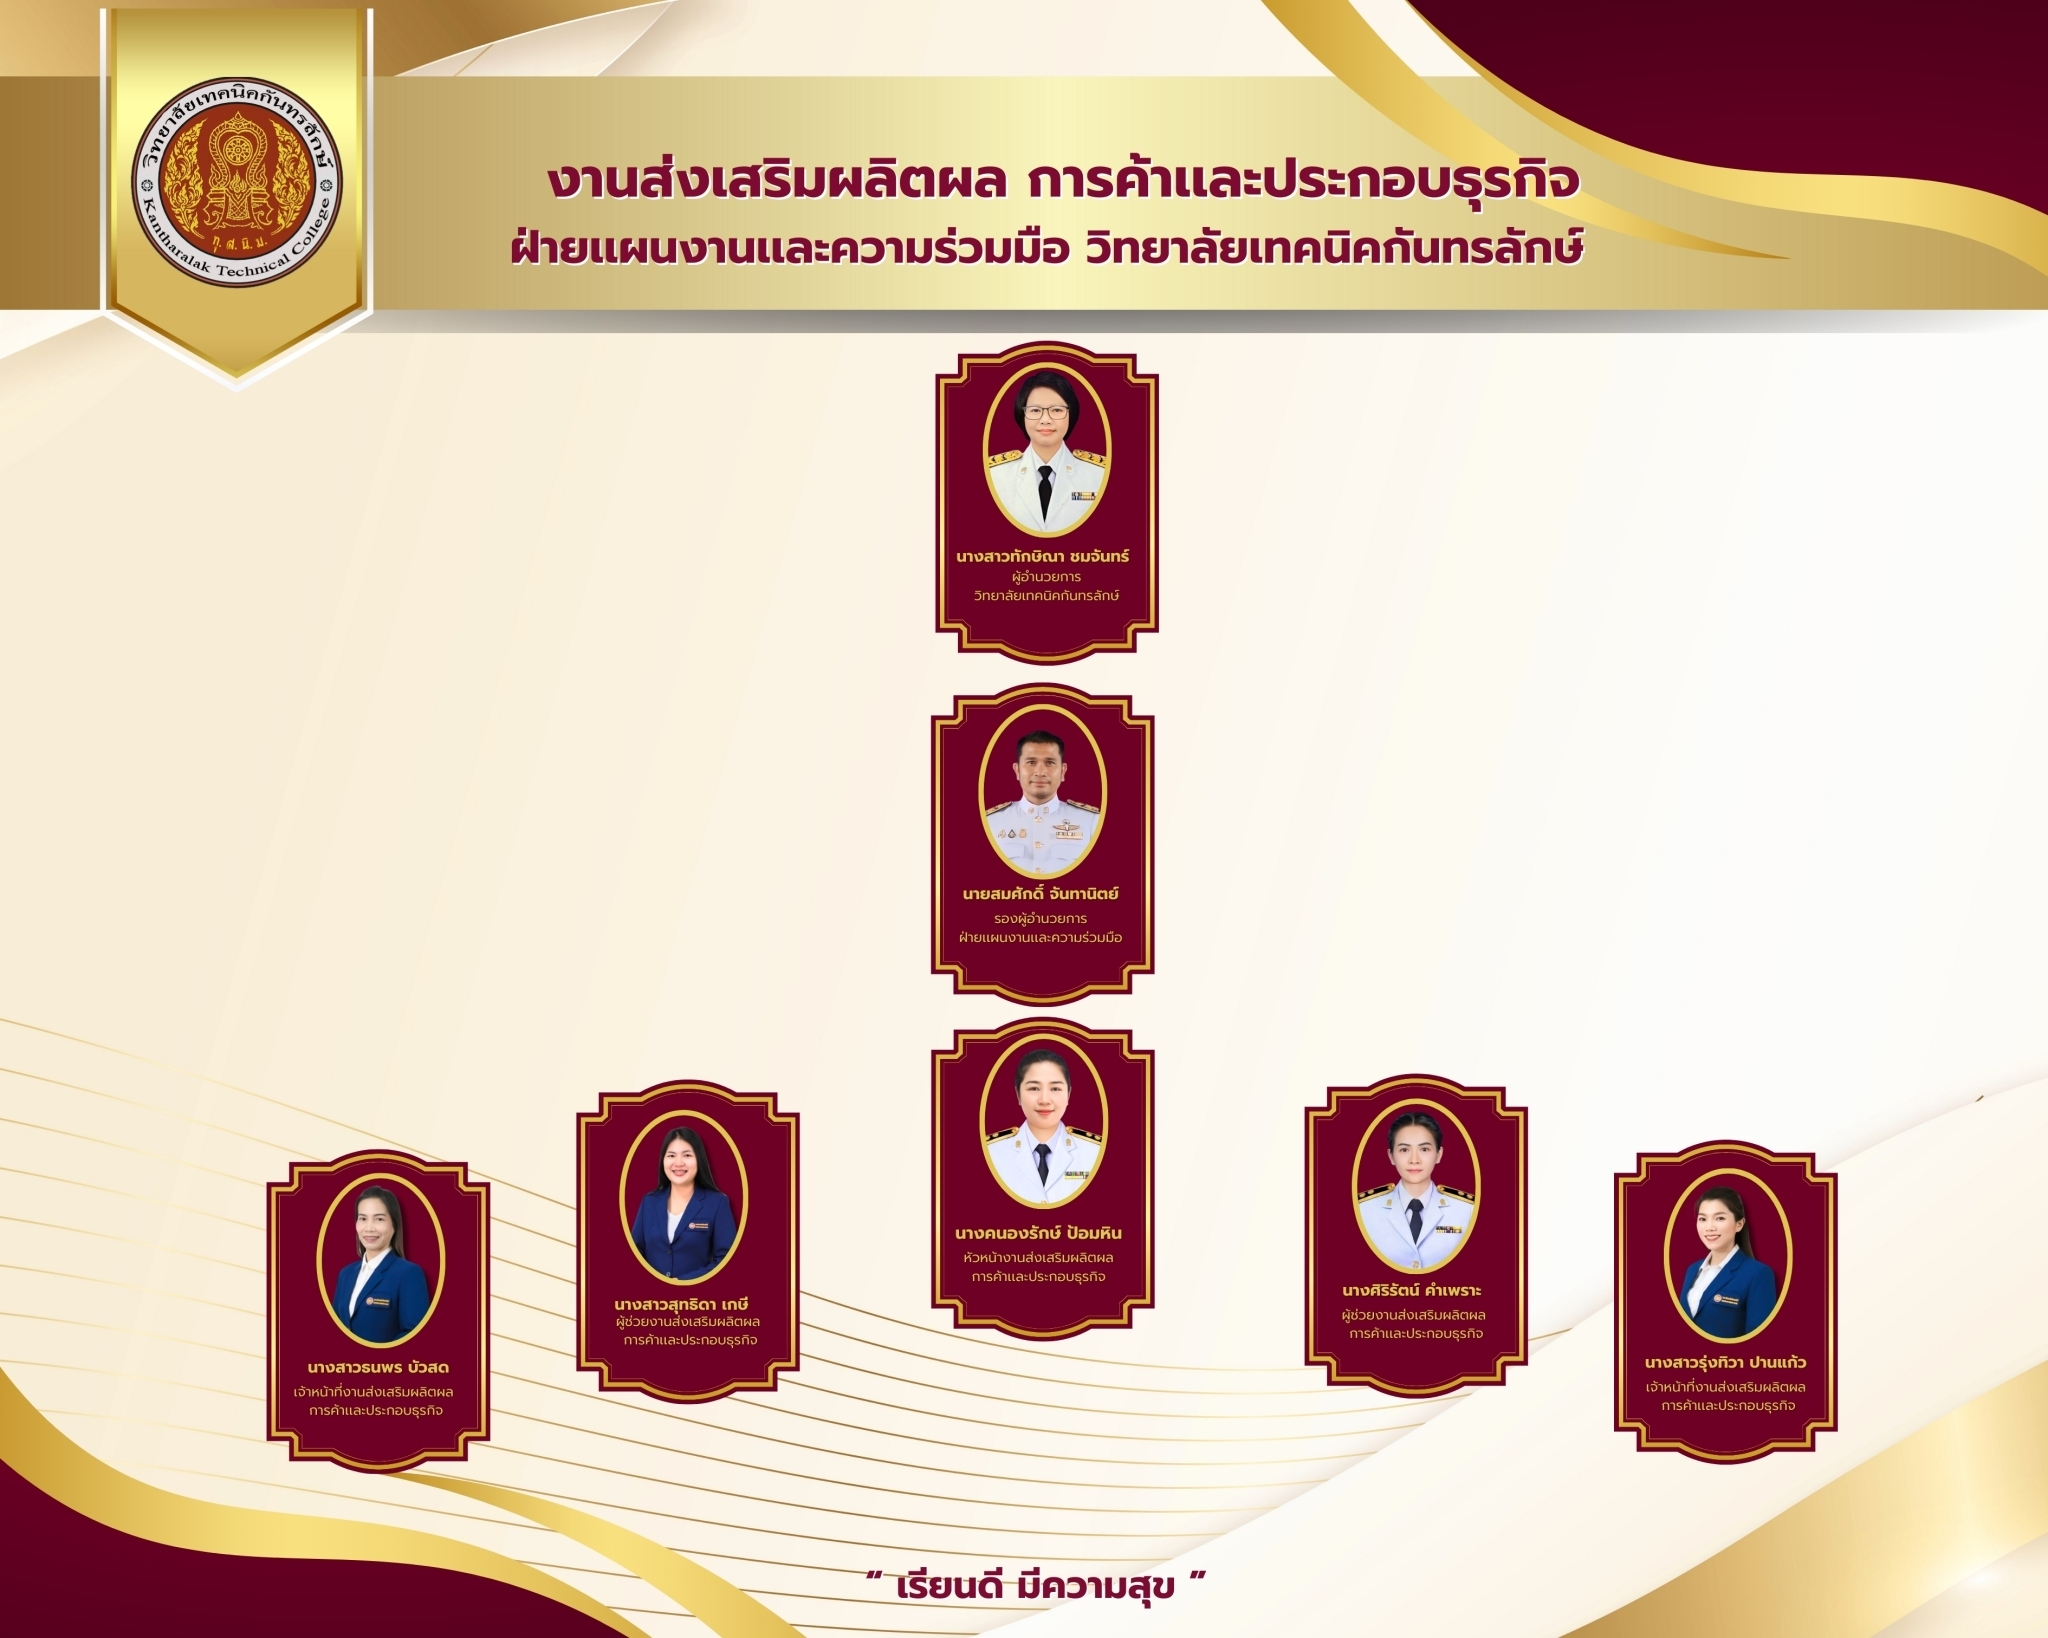 วิทยาลัยเทคนิคกันทรลักษ์
ทุ. ส. นิ. ม.
Kantharalak Technical College
งานส่งเสริมผลิตผล การค้าและประกอบธุรกิจ
ฝ่ายแผนงานและความร่วมมือ วิทยาลัยเทคนิคกันทรลักษ์
นางสาวทักษิณา ชมจันทร์
ผู้อำนวยการ
วิทยาลัยเทคนิคกันทรลักษ์
นายสมศักดิ์ จันทานิตย์
รองผู้อำนวยการ
ฝ่ายแผนงานและความร่วมมือ
นางคนองรักษ์ ป้อมหิน
หัวหน้างานส่งเสริมผลิตผล
การค้าและประกอบธุรกิจ
นางสาวธนพร บัวสด
เจ้าหน้าที่งานส่งเสริมผลิตผล
การค้าและประกอบธุรกิจ
นางสาวสุทธิดา เกษี
ผู้ช่วยงานส่งเสริมผลิตผล
การค้าและประกอบธุรกิจ
นางศิริรัตน์ คำเพราะ
ผู้ช่วยงานส่งเสริมผลิตผล
การค้าและประกอบธุรกิจ
นางสาวรุ่งทิวา ปานแก้ว
เจ้าหน้าที่งานส่งเสริมผลิตผล
การค้าและประกอบธุรกิจ
“ เรียนดี มีความสุข ”